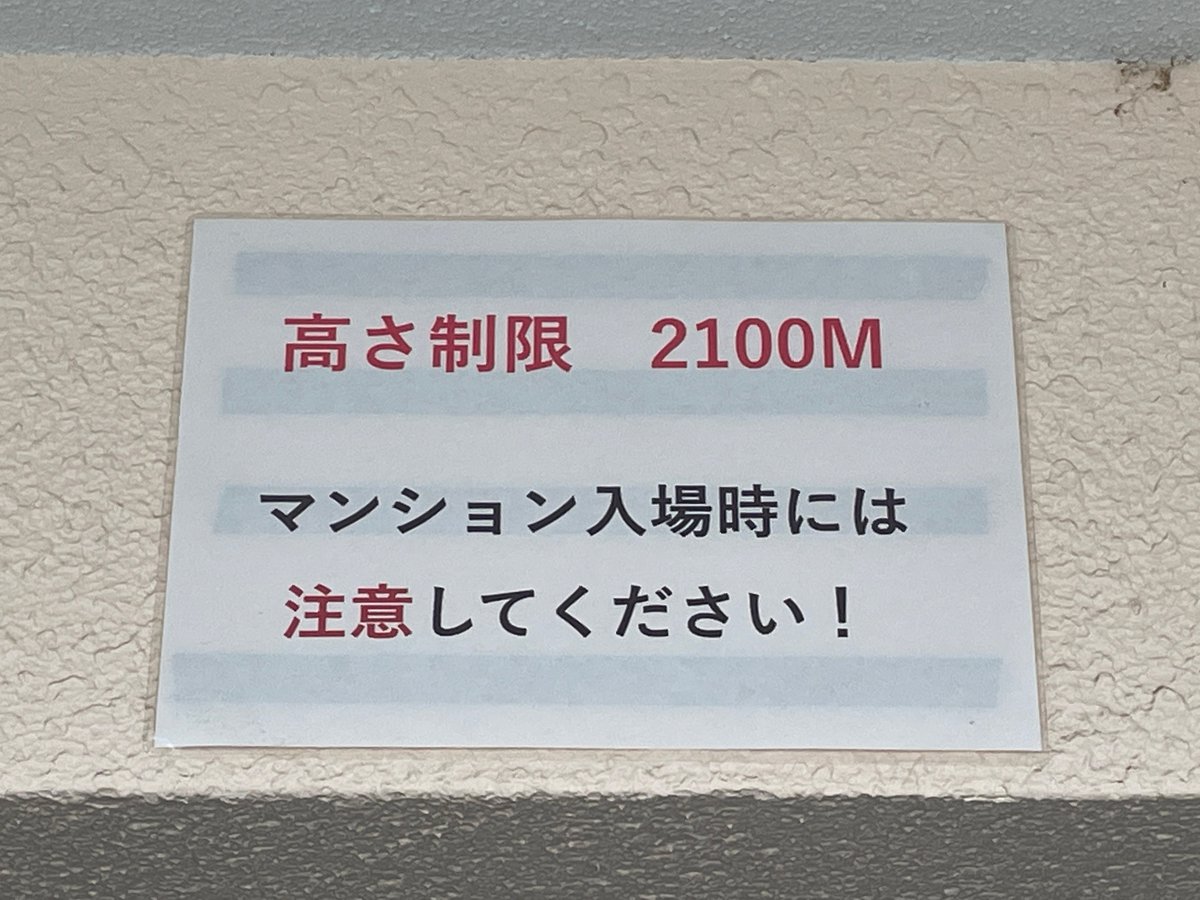 高さ制限　2100M
マンション入場時には
注意してください！